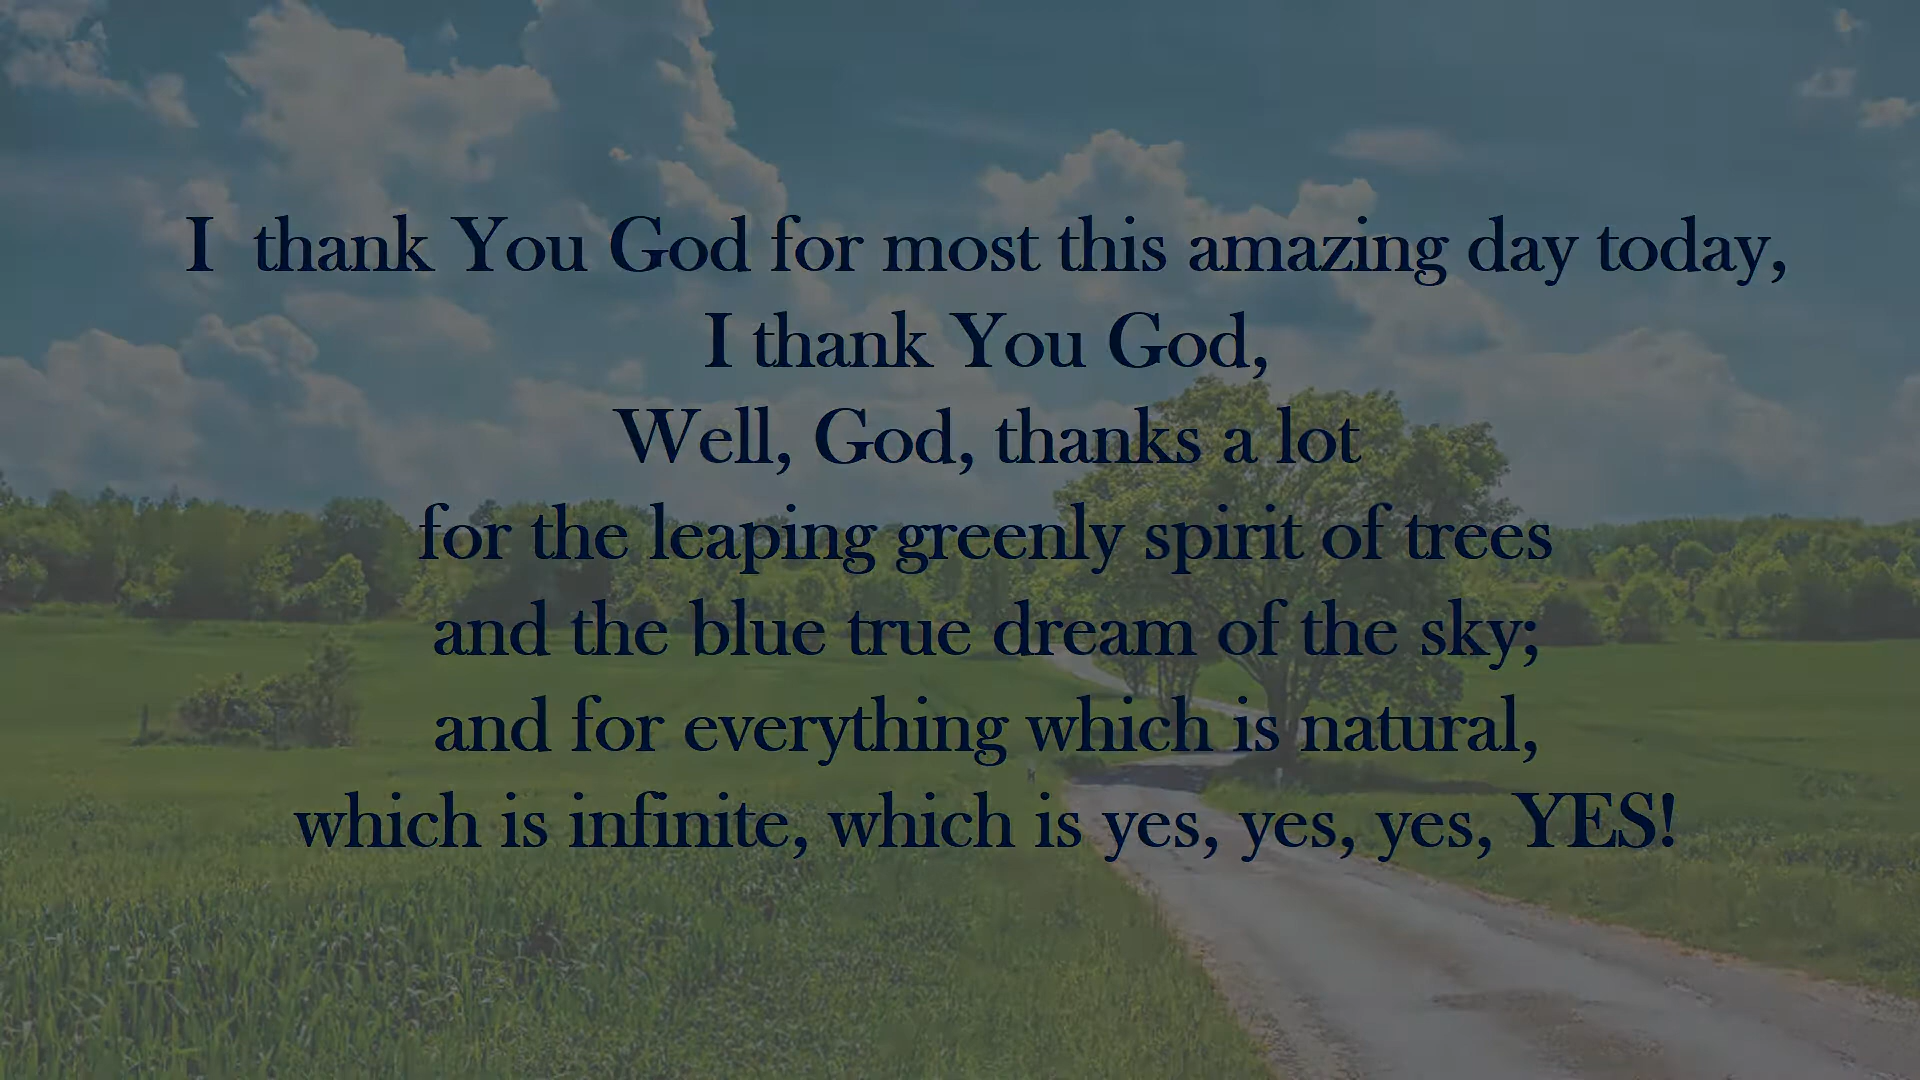 I thank You God for most this amazing day today,
I thank You God,
Well, God, thanks a lot
for the leaping greenly spirit of trees
and the blue true dream of the sky;
and for everything which is natural,
which is infinite, which is yes, yes, yes, YES!